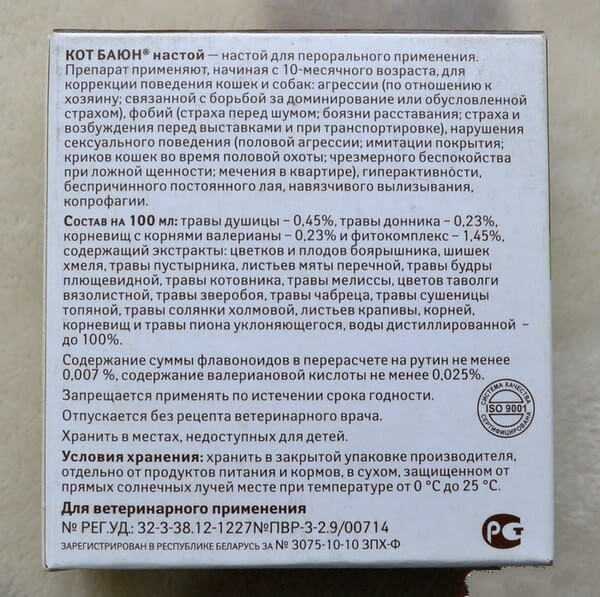 КОТ БАЮН® настой — настой для перорального применения.
Препарат применяют, начиная с 10-месячного возраста, для
коррекции поведения кошек и собак: агрессии (по отношению к
хозяину; связанной с борьбой за доминирование или обусловленной
страхом), фобий (страха перед шумом; боязни расставания; страха и
возбуждения перед выставками и при транспортировке), нарушения
сексуального поведения (половой агрессии; имитации покрытия;
криков кошек во время половой охоты; чрезмерного беспокойства
при ложной щенности; мечения в квартире), гиперактивности,
беспричинного постоянного лая, навязчивого вылизывания,
копрофагии.
Состав на 100 мл: травы душицы – 0,45%, травы донника – 0,23%,
корневищ с корнями валерианы – 0,23% и фитокомплекс – 1,45%,
содержащий экстракты: цветков и плодов боярышника, шишек
хмеля, травы пустырника, листьев мяты перечной, травы будры
плющевидной, травы котовника, травы мелиссы, цветов таволги
вязолистной, травы зверобоя, травы чабреца, травы сушеницы
топяной, травы солянки холмовой, листьев крапивы, корней,
корневищ и травы пиона уклоняющегося, воды дистиллированной –
до 100%.
Содержание суммы флавоноидов в перерасчете на рутин не менее
0,007 %, содержание валериановой кислоты не менее 0,025%.
Запрещается применять по истечении срока годности.
Отпускается без рецепта ветеринарного врача.
Хранить в местах, недоступных для детей.
СИСТЕМА КАЧЕСТВА
ISO 9001
СЕРТИФИЦИРОВАНА
Условия хранения: хранить в закрытой упаковке производителя,
отдельно от продуктов питания и кормов, в сухом, защищенном от
прямых солнечных лучей месте при температуре от 0 °С до 25 °С.
Для ветеринарного применения
№ РЕГ.УД.: 32-3-38.12-1227№ПВР-3-2.9/00714
ЗАРЕГИСТРИРОВАН В РЕСПУБЛИКЕ БЕЛАРУСЬ ЗА № 3075-10-10 ЗПХ-Ф
РСТ